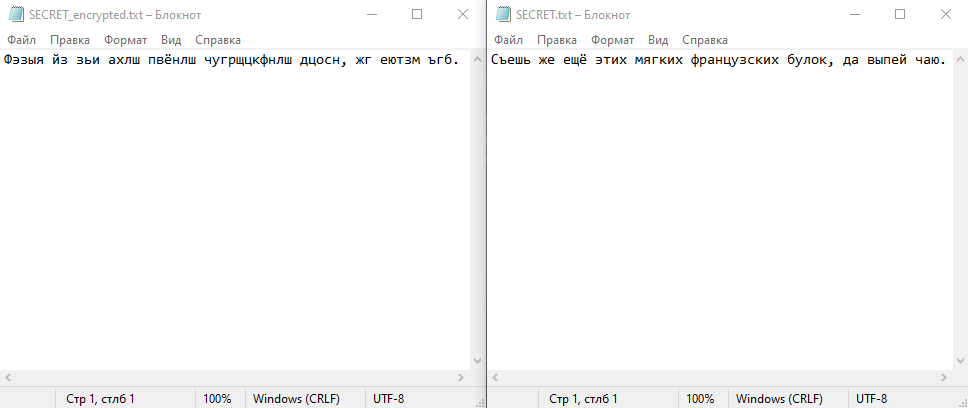 SECRET_encrypted.txt – Блокнот
Файл Правка Формат Вид Справка
Фэзыя йз зьи ахлш пвёнлш чугрщцкфнлш дцосн, жг еютзм ъгб.
Стр 1, стлб 1 100% Windows (CRLF) UTF-8
SECRET.txt – Блокнот
Файл Правка Формат Вид Справка
Съешь же ещё этих мягких французских булок, да выпей чаю.
Стр 1, стлб 1 100% Windows (CRLF) UTF-8